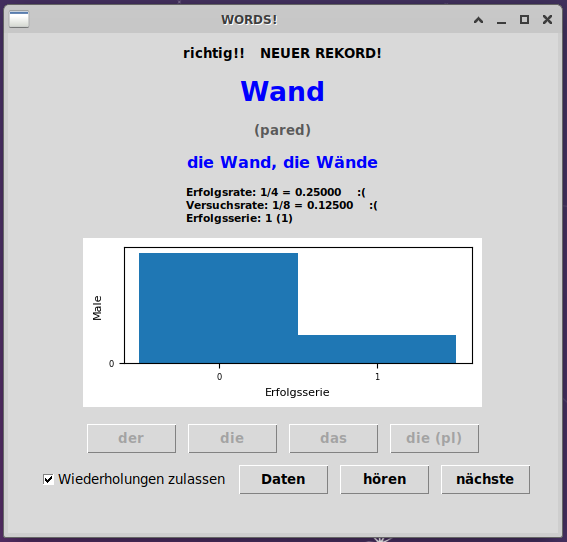 WORDS!
richtig!! NEUER REKORD!
Wand
(pared)
die Wand, die Wände
Erfolgsrate: 1/4 = 0.25000 :(
Versuchsrate: 1/8 = 0.12500 :(
Erfolgsserie: 1 (1)
Male
0
0 1
Erfolgsserie
der die das die (pl)
Wiederholungen zulassen Daten hören nächste